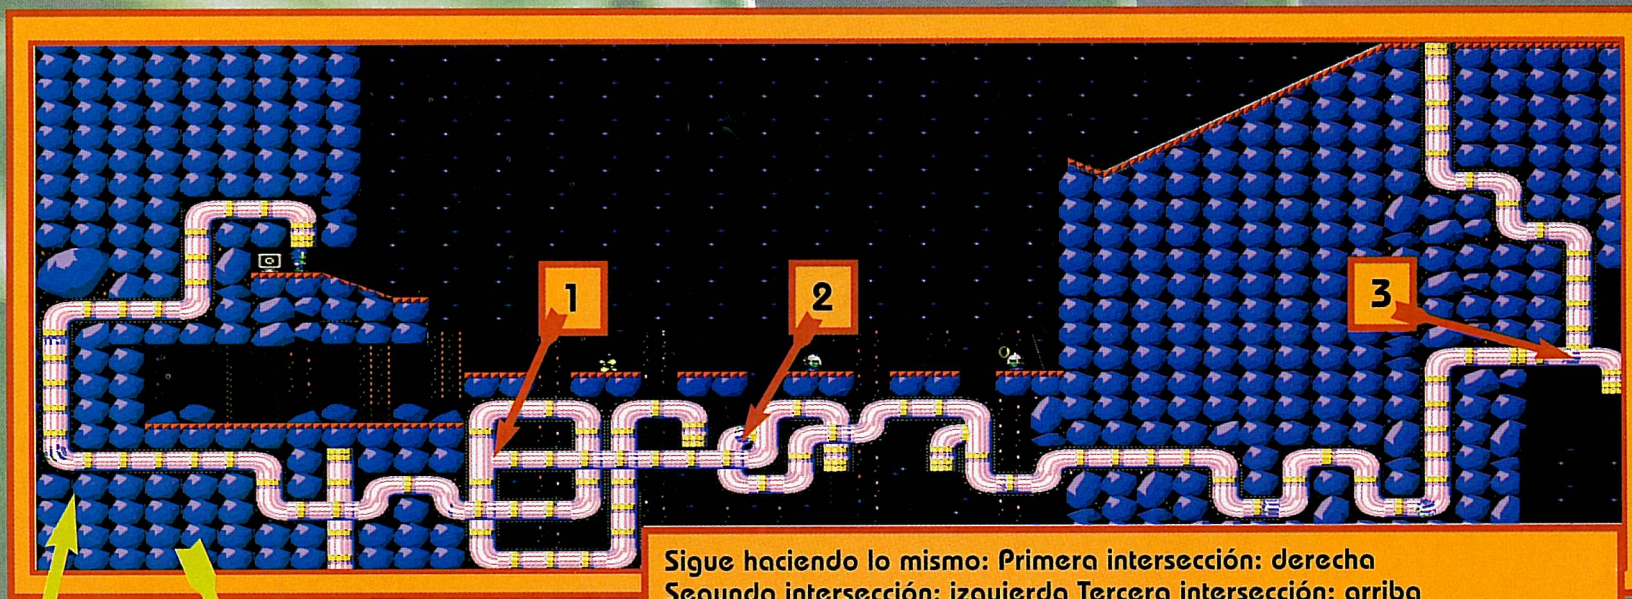 1
2
3
Sigue haciendo lo mismo: Primera intersección: derecha
Segunda intersección: izquierda Tercera intersección: arriba